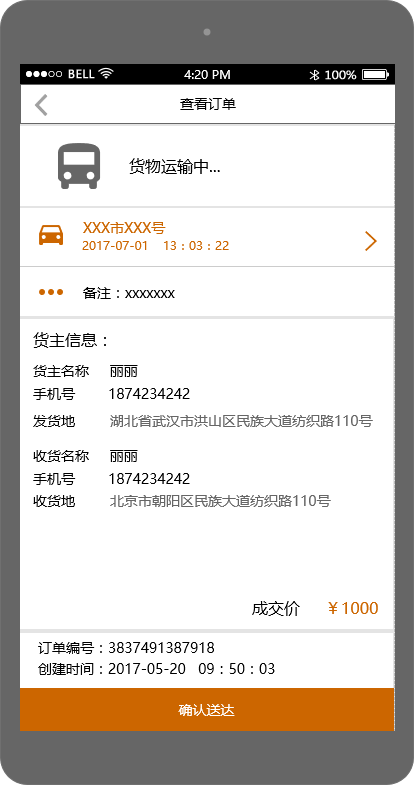 BELL 4:20 PM 100%
查看订单
货物运输中...
XXX市XXX号
2017-07-01 13：03：22
备注：xxxxxxx
货主信息：
货主名称 丽丽
手机号 1874234242
发货地 湖北省武汉市洪山区民族大道纺织路110号
收货名称 丽丽
手机号 1874234242
收货地 北京市朝阳区民族大道纺织路110号
成交价 ￥1000
订单编号：3837491387918
创建时间：2017-05-20 09：50：03
确认送达